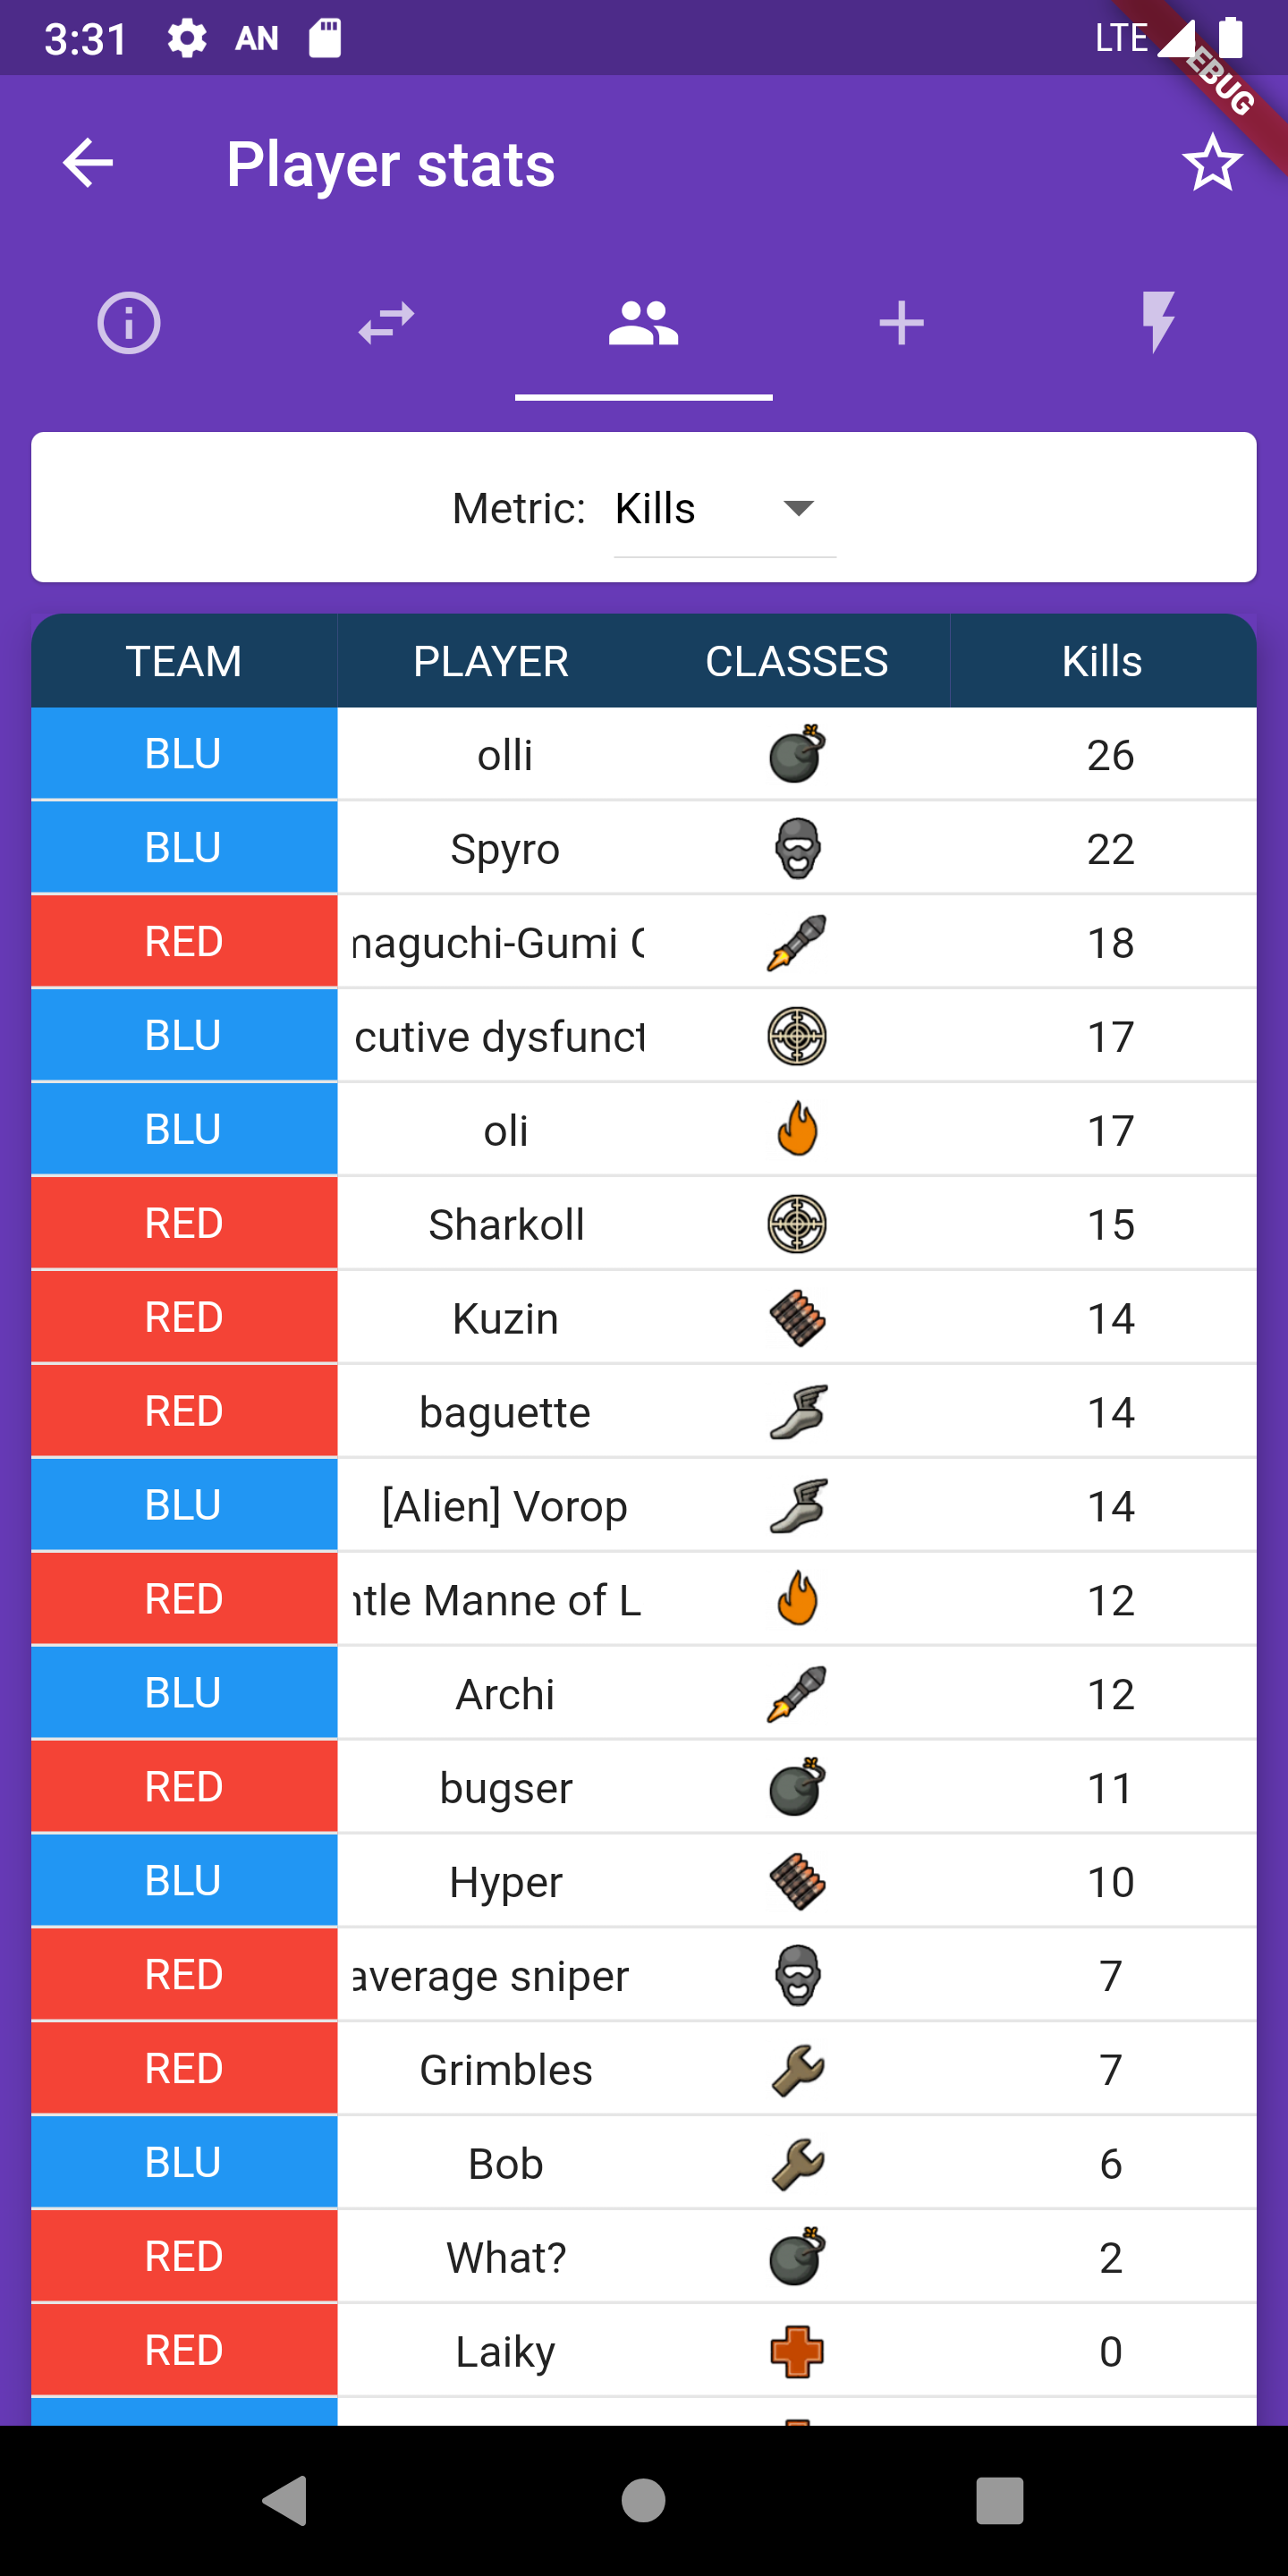 3:31 AN LTE
EBUG
Player stats
Metric: Kills
TEAM PLAYER CLASSES Kills
BLU olli 26
BLU Spyro 22
RED maguchi-Gumi 18
BLU cutive dysfunct 17
BLU oli 17
RED Sharkoll 15
RED Kuzin 14
RED baguette 14
BLU [Alien] Vorop 14
RED ntle Manne of L 12
BLU Archi 12
RED bugser 11
BLU Hyper 10
RED average sniper 7
RED Grimbles 7
BLU Bob 6
RED What? 2
RED Laiky 0